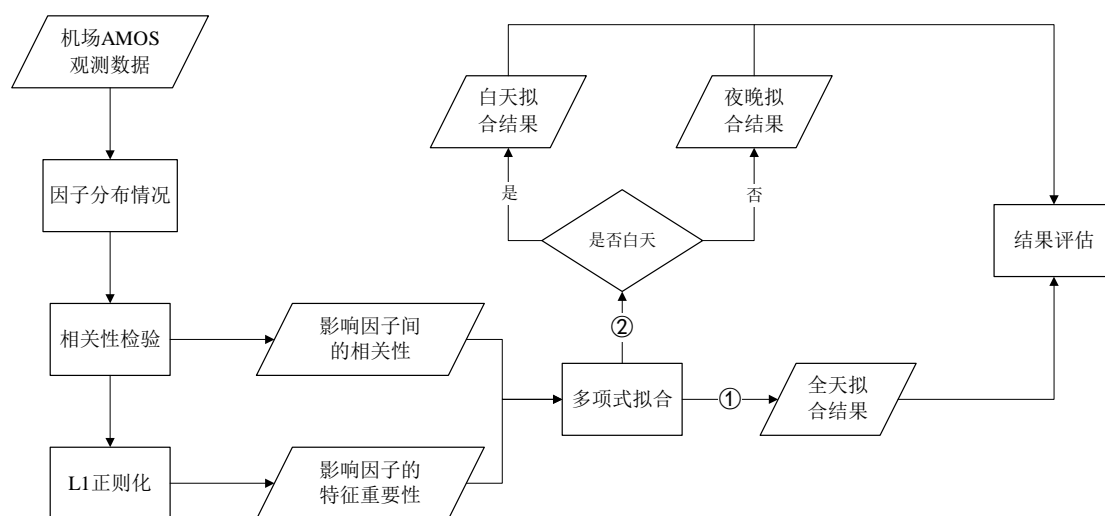 机场AMOS
观测数据
因子分布情况
相关性检验
L1正则化
影响因子间
的相关性
影响因子的
特征重要性
多项式拟合
①
②
是否白天
是
否
白天拟
合结果
夜晚拟
合结果
全天拟
合结果
结果评估